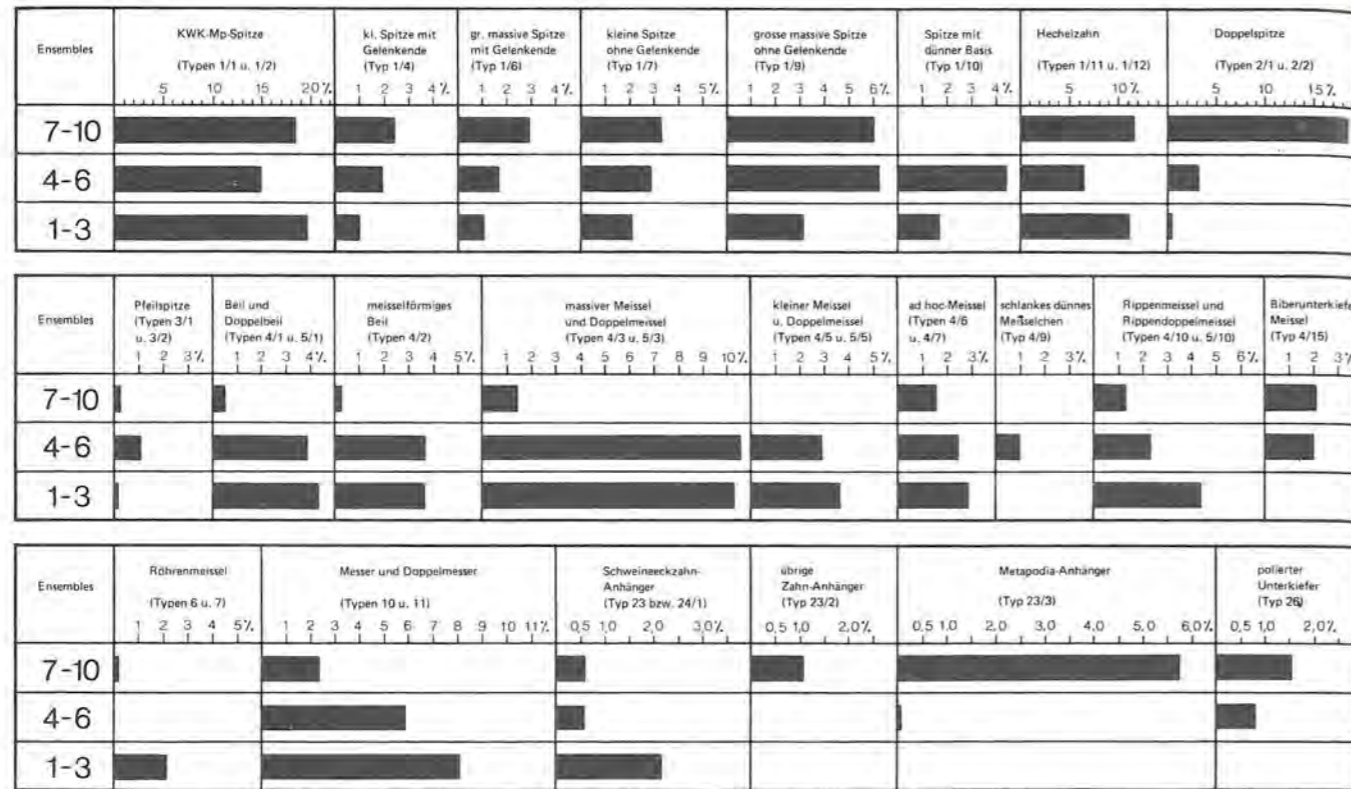 Ensembles
KWK-Mp-Spitze
(Typen 1/1 u. 1/2)
5 10 15 20%
kl. Spitze mit
Gelenkende
(Typ 1/4)
1 2 3 4%
gr. massive Spitze
mit Gelenkende
(Typ 1/6)
1 2 3 4%
kleine Spitze
ohne Gelenkende
(Typ 1/7)
1 2 3 4 5%
grosse massive Spitze
ohne Gelenkende
(Typ 1/9)
1 2 3 4 5 6%
Spitze mit
dünner Basis
(Typ 1/10)
1 2 3 4%
Hechelzahn
(Typen 1/11 u. 1/12)
5 10%
Doppelspitze
(Typen 2/1 u. 2/2)
5 10 15%
7-10
4-6
1-3
Ensembles
Pfeilspitze
(Typen 3/1
u. 3/2)
1 2 3%
Beil und
Doppelbeil
(Typen 4/1 u. 5/1)
1 2 3 4%
meisselförmiges
Beil
(Typen 4/2)
1 2 3 4 5%
massiver Meissel
und Doppelmeissel
(Typen 4/3 u. 5/3)
1 2 3 4 5 6 7 8 9 10%
kleiner Meissel
u. Doppelmeissel
(Typen 4/5 u. 5/5)
1 2 3 4 5%
ad hoc-Meissel
(Typen 4/6
u. 4/7)
1 2 3%
schlankes dünnes
Meisselchen
(Typ 4/9)
1 2 3%
Rippenmeissel und
Rippendoppelmeissel
(Typen 4/10 u. 5/10)
1 2 3 4 5 6%
Biberunterkiefe
Meissel
(Typ 4/15)
1 2 3%
7-10
4-6
1-3
Ensembles
Röhrenmeissel
(Typen 6 u. 7)
1 2 3 4 5%
Messer und Doppelmesser
(Typen 10 u. 11)
1 2 3 4 5 6 7 8 9 10 11%
Schweineeckzahn-
Anhänger
(Typ 23 bzw. 24/1)
0,5 1.0 2,0 3,0%
übrige
Zahn-Anhänger
(Typ 23/2)
0,5 1.0 2,0%
Metapodia-Anhänger
(Typ 23/3)
0,5 1.0 2.0 3.0 4.0 5.0 6.0%
polierter
Unterkiefer
(Typ 26)
0,5 1.0 2,0%
7-10
4-6
1-3